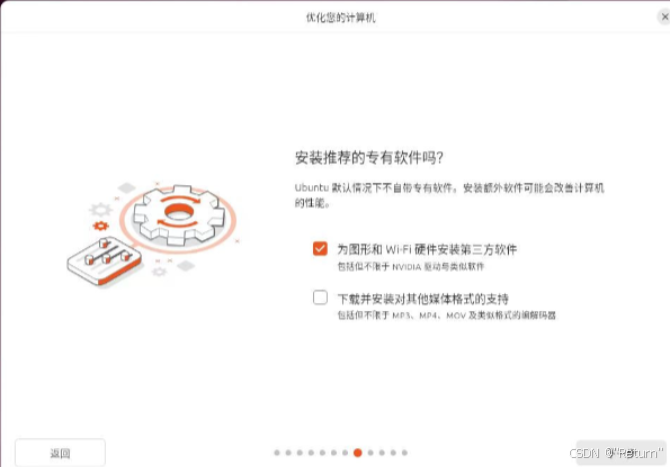 优化您的计算机
安装推荐的专有软件吗？
Ubuntu 默认情况下不自带专有软件。安装额外软件可能会改善计算机
的性能。
为图形和 Wi-Fi 硬件安装第三方软件
包括但不限于 NVIDIA 驱动与类似软件
下载并安装对其他媒体格式的支持
包括但不限于 MP3、MP4、MOV 及类似格式的编解码器
返回
CSDN @"Return"